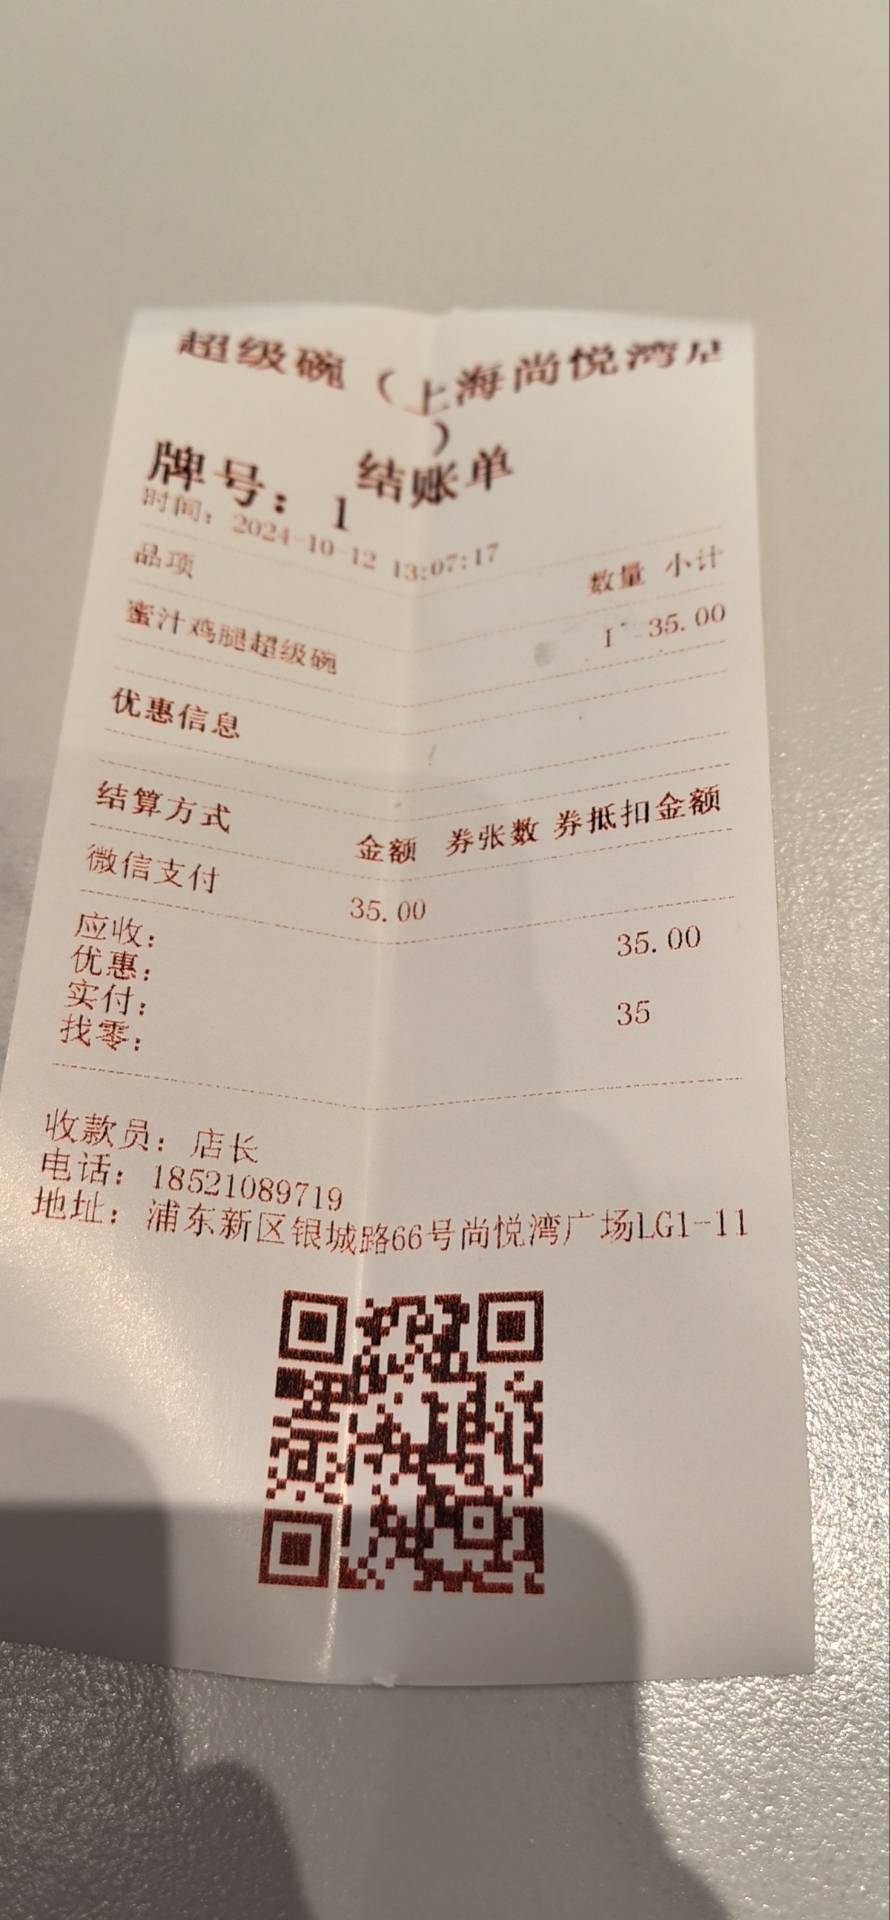 超级碗（上海尚悦湾店
）
结账单
牌号：1
时间：2024-10-12 13:07:17
品项 数量 小计
蜜汁鸡腿超级碗 1 35.00
优惠信息
结算方式 金额 券张数 券抵扣金额
微信支付 35.00
应收： 35.00
优惠：
实付： 35
找零：
收款员：店长
电话：18521089719
地址：浦东新区银城路66号尚悦湾广场LG1-11